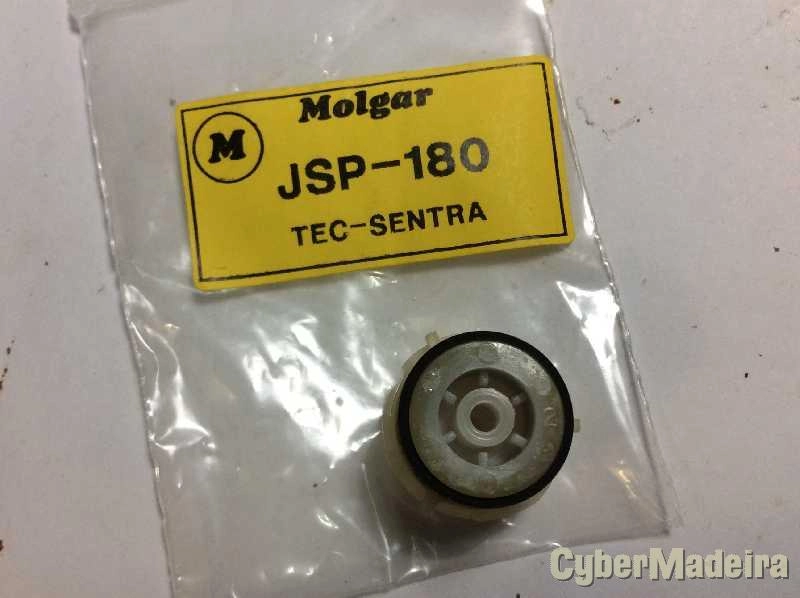 Molgar
M
JSP-180
TEC-SENTRA
CyberMadeira